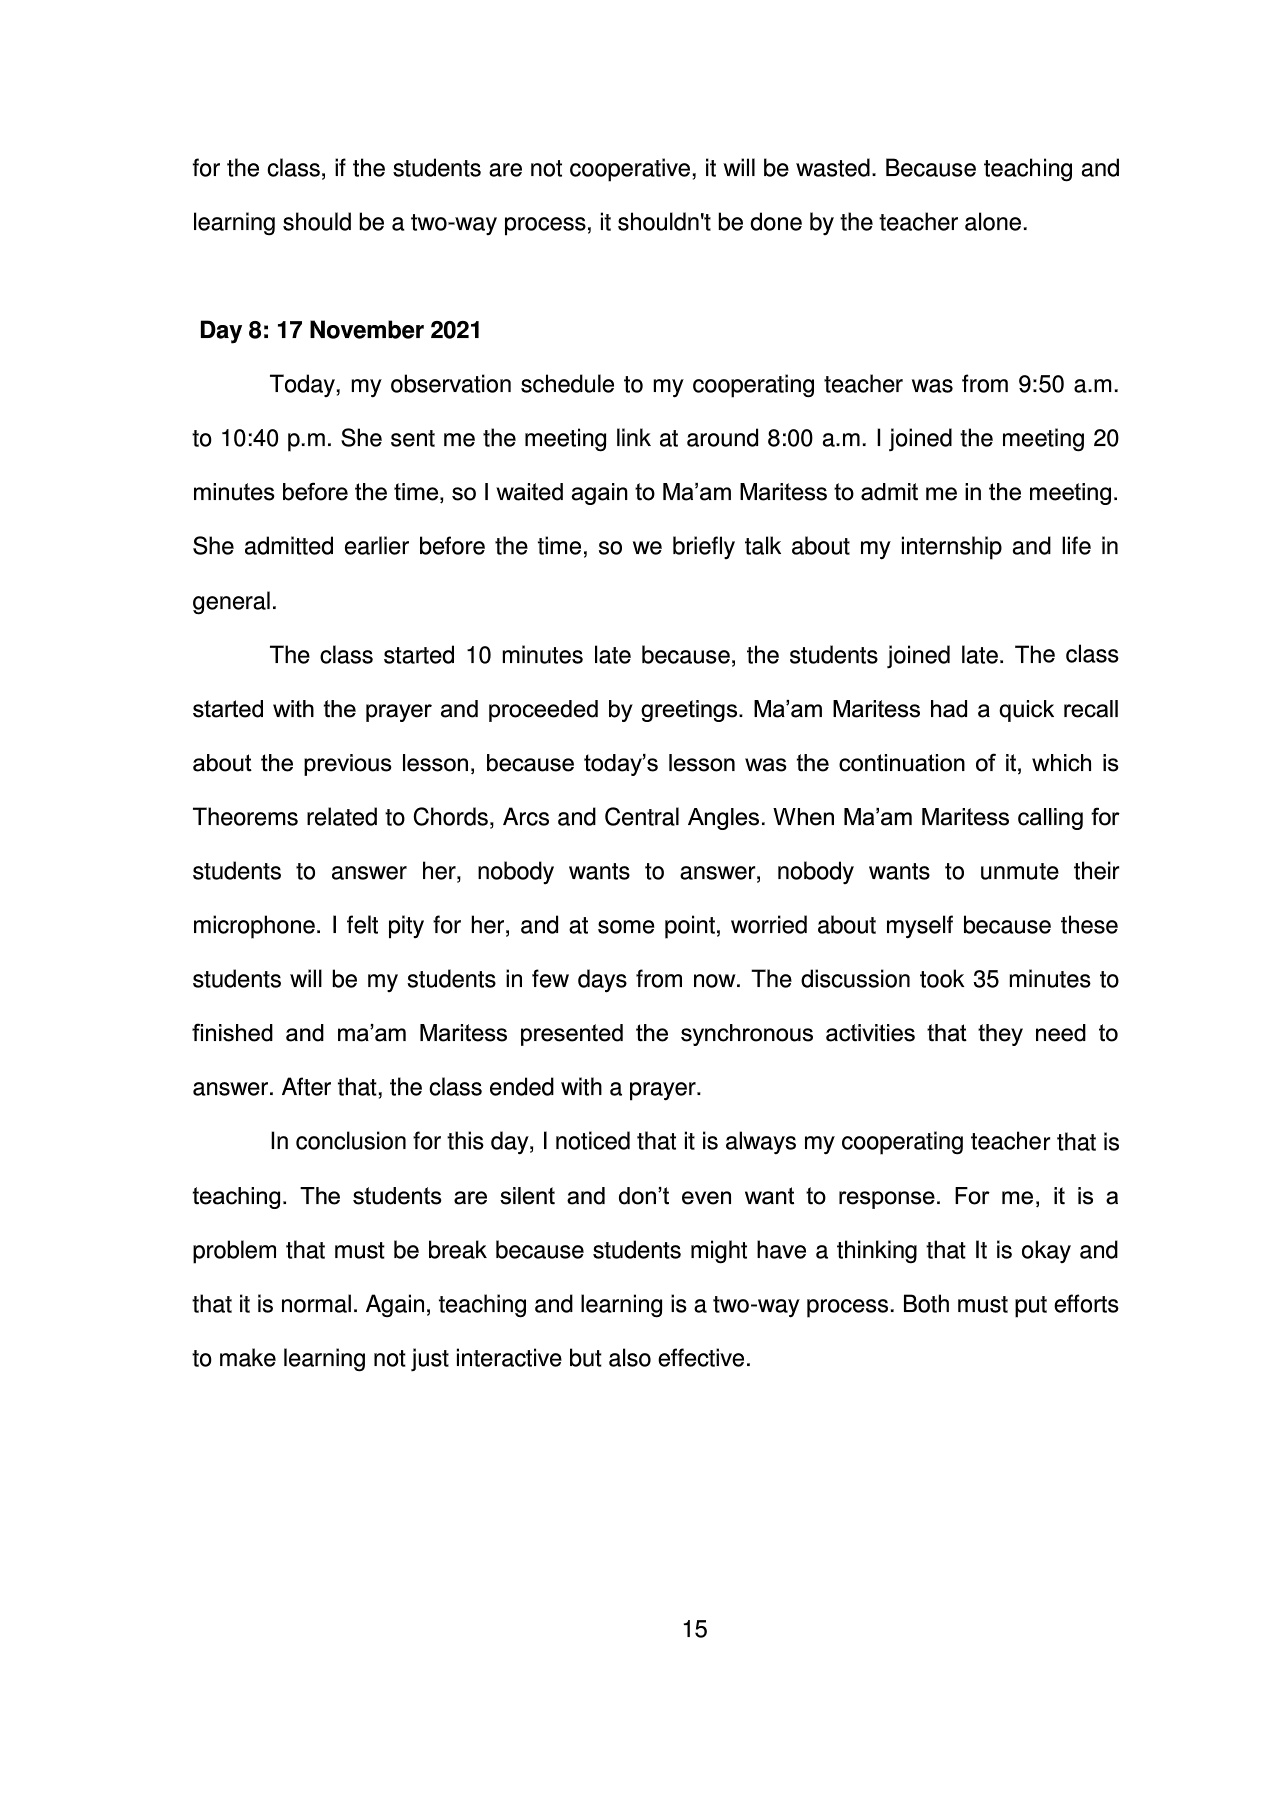 for the class, if the students are not cooperative, it will be wasted. Because teaching and
learning should be a two-way process, it shouldn't be done by the teacher alone.
Day 8: 17 November 2021
Today, my observation schedule to my cooperating teacher was from 9:50 a.m.
to 10:40 p.m. She sent me the meeting link at around 8:00 a.m. I joined the meeting 20
minutes before the time, so I waited again to Ma’am Maritess to admit me in the meeting.
She admitted earlier before the time, so we briefly talk about my internship and life in
general.
The class started 10 minutes late because, the students joined late. The class
started with the prayer and proceeded by greetings. Ma’am Maritess had a quick recall
about the previous lesson, because today’s lesson was the continuation of it, which is
Theorems related to Chords, Arcs and Central Angles. When Ma’am Maritess calling for
students to answer her, nobody wants to answer, nobody wants to unmute their
microphone. I felt pity for her, and at some point, worried about myself because these
students will be my students in few days from now. The discussion took 35 minutes to
finished and ma’am Maritess presented the synchronous activities that they need to
answer. After that, the class ended with a prayer.
In conclusion for this day, I noticed that it is always my cooperating teacher that is
teaching. The students are silent and don’t even want to response. For me, it is a
problem that must be break because students might have a thinking that It is okay and
that it is normal. Again, teaching and learning is a two-way process. Both must put efforts
to make learning not just interactive but also effective.
15